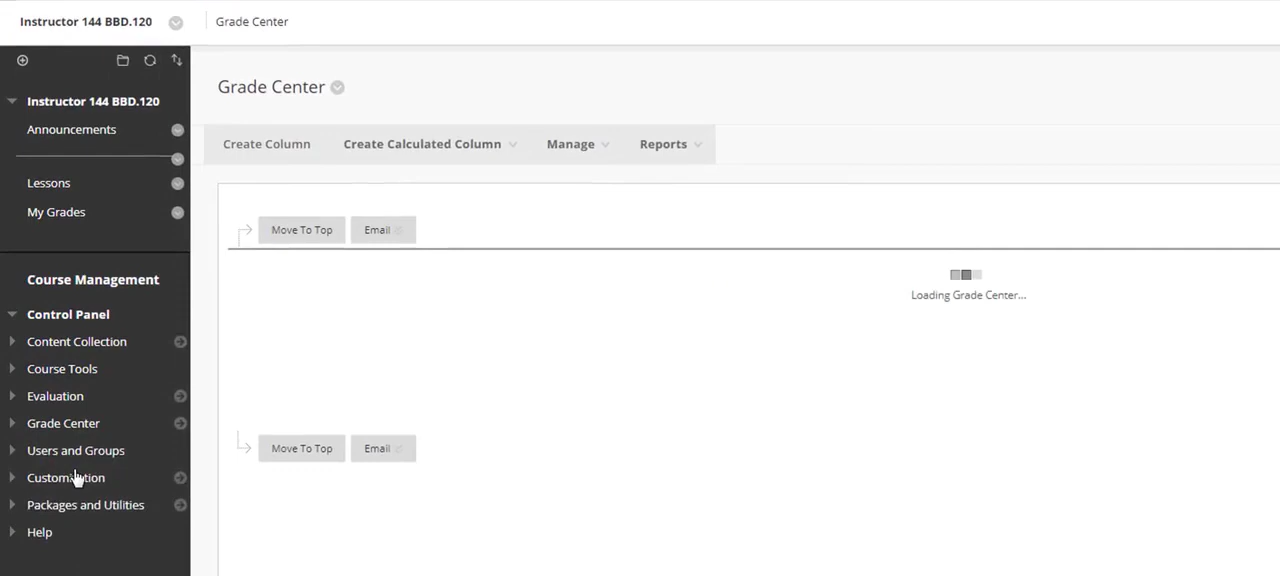 Instructor 144 BBD.120
Grade Center
Instructor 144 BBD.120
Announcements
Lessons
My Grades
Course Management
Control Panel
Content Collection
Course Tools
Evaluation
Grade Center
Users and Groups
Customization
Packages and Utilities
Help
Grade Center
Create Column
Create Calculated Column
Manage
Reports
Move To Top
Email
Loading Grade Center...
Move To Top
Email